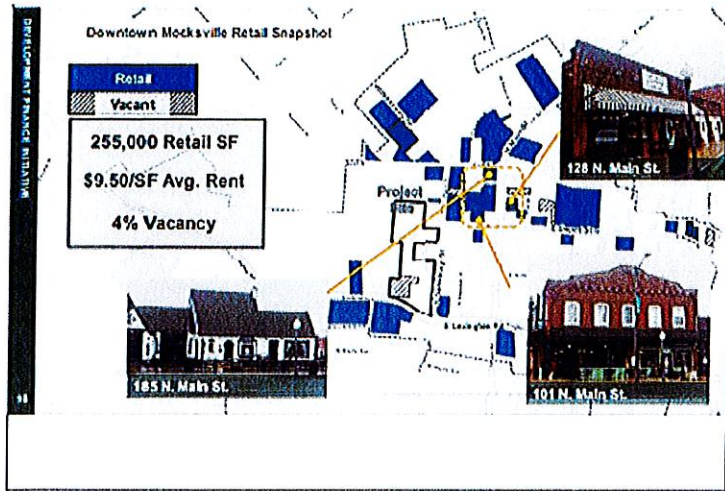 DEVELOPMENT FINANCE INITIATIVE
Downtown Mocksville Retail Snapshot
Retail
Vacant
255,000 Retail SF
$9.50/SF Avg. Rent
4% Vacancy
Project
Site
128 N. Main St.
185 N. Main St.
101 N. Main St.